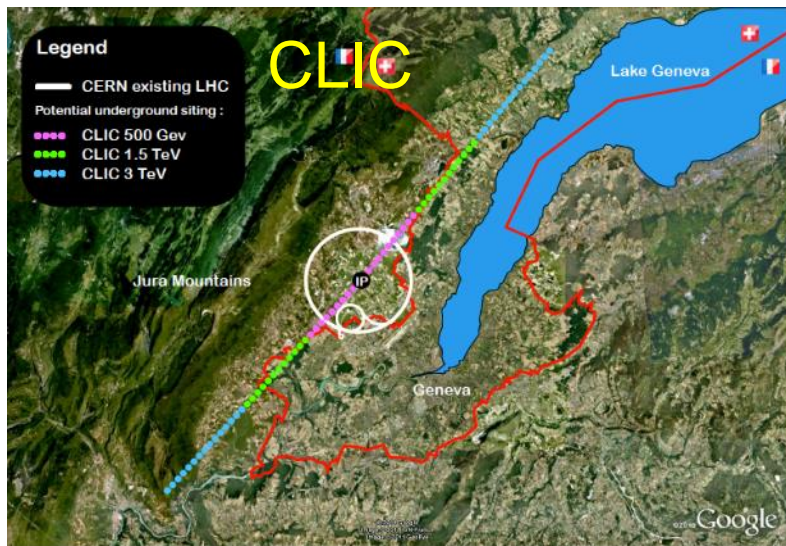 CLIC
Legend
CERN existing LHC
Potential underground siting :
CLIC 500 Gev
CLIC 1.5 TeV
CLIC 3 TeV
Lake Geneva
Jura Mountains
IP
Geneva
Google